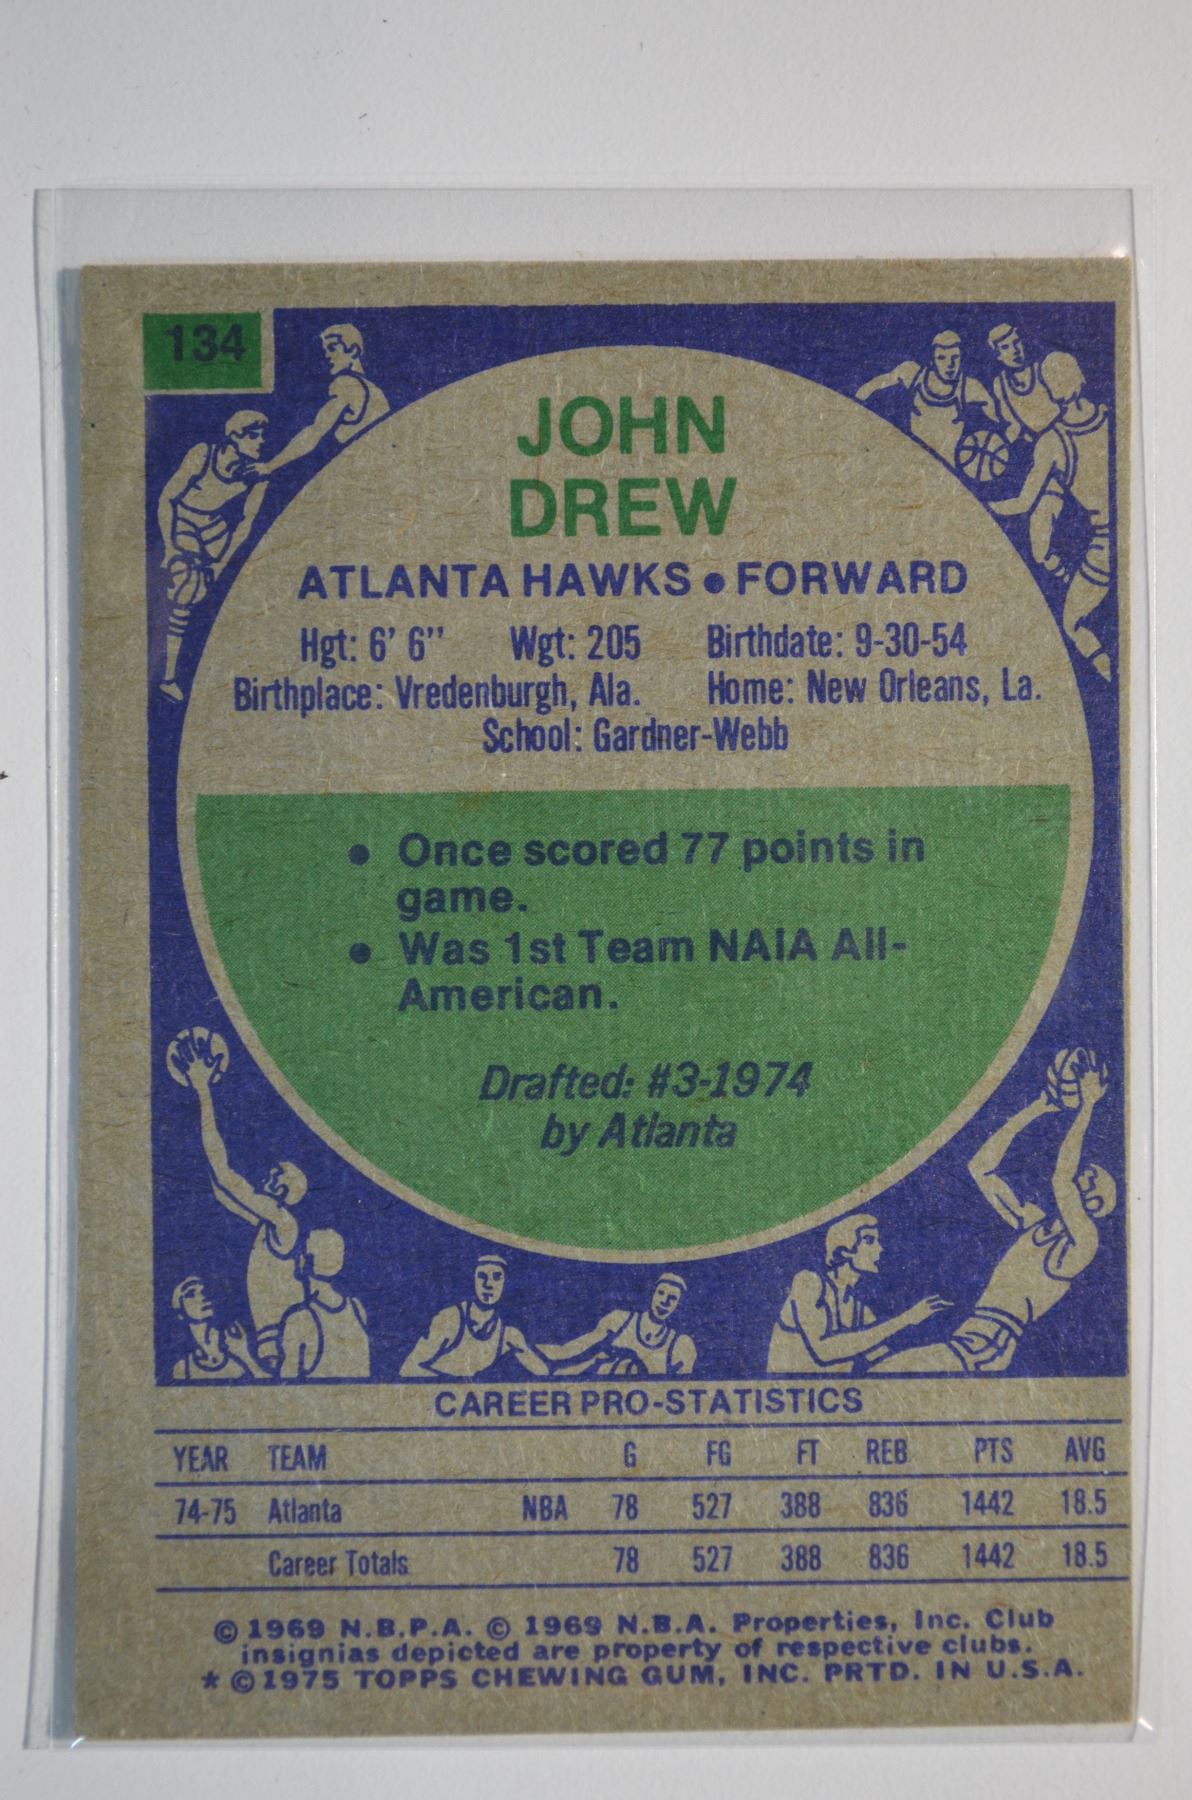 134
JOHN
DREW
ATLANTA HAWKS • FORWARD
Hgt: 6' 6" Wgt: 205 Birthdate: 9-30-54
Birthplace: Vredenburgh, Ala. Home: New Orleans, La.
School: Gardner-Webb
• Once scored 77 points in
game.
• Was 1st Team NAIA All-
American.
Drafted: #3-1974
by Atlanta
CAREER PRO-STATISTICS
YEAR TEAM G FG FT REB PTS AVG
74-75 Atlanta NBA 78 527 388 836 1442 18.5
Career Totals 78 527 388 836 1442 18.5
© 1969 N.B.P.A. © 1969 N.B.A. Properties, Inc. Club
insignias depicted are property of respective clubs.
* © 1975 TOPPS CHEWING GUM, INC. PRTD. IN U.S.A.